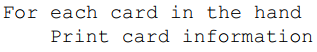 For each card in the hand
    Print card information